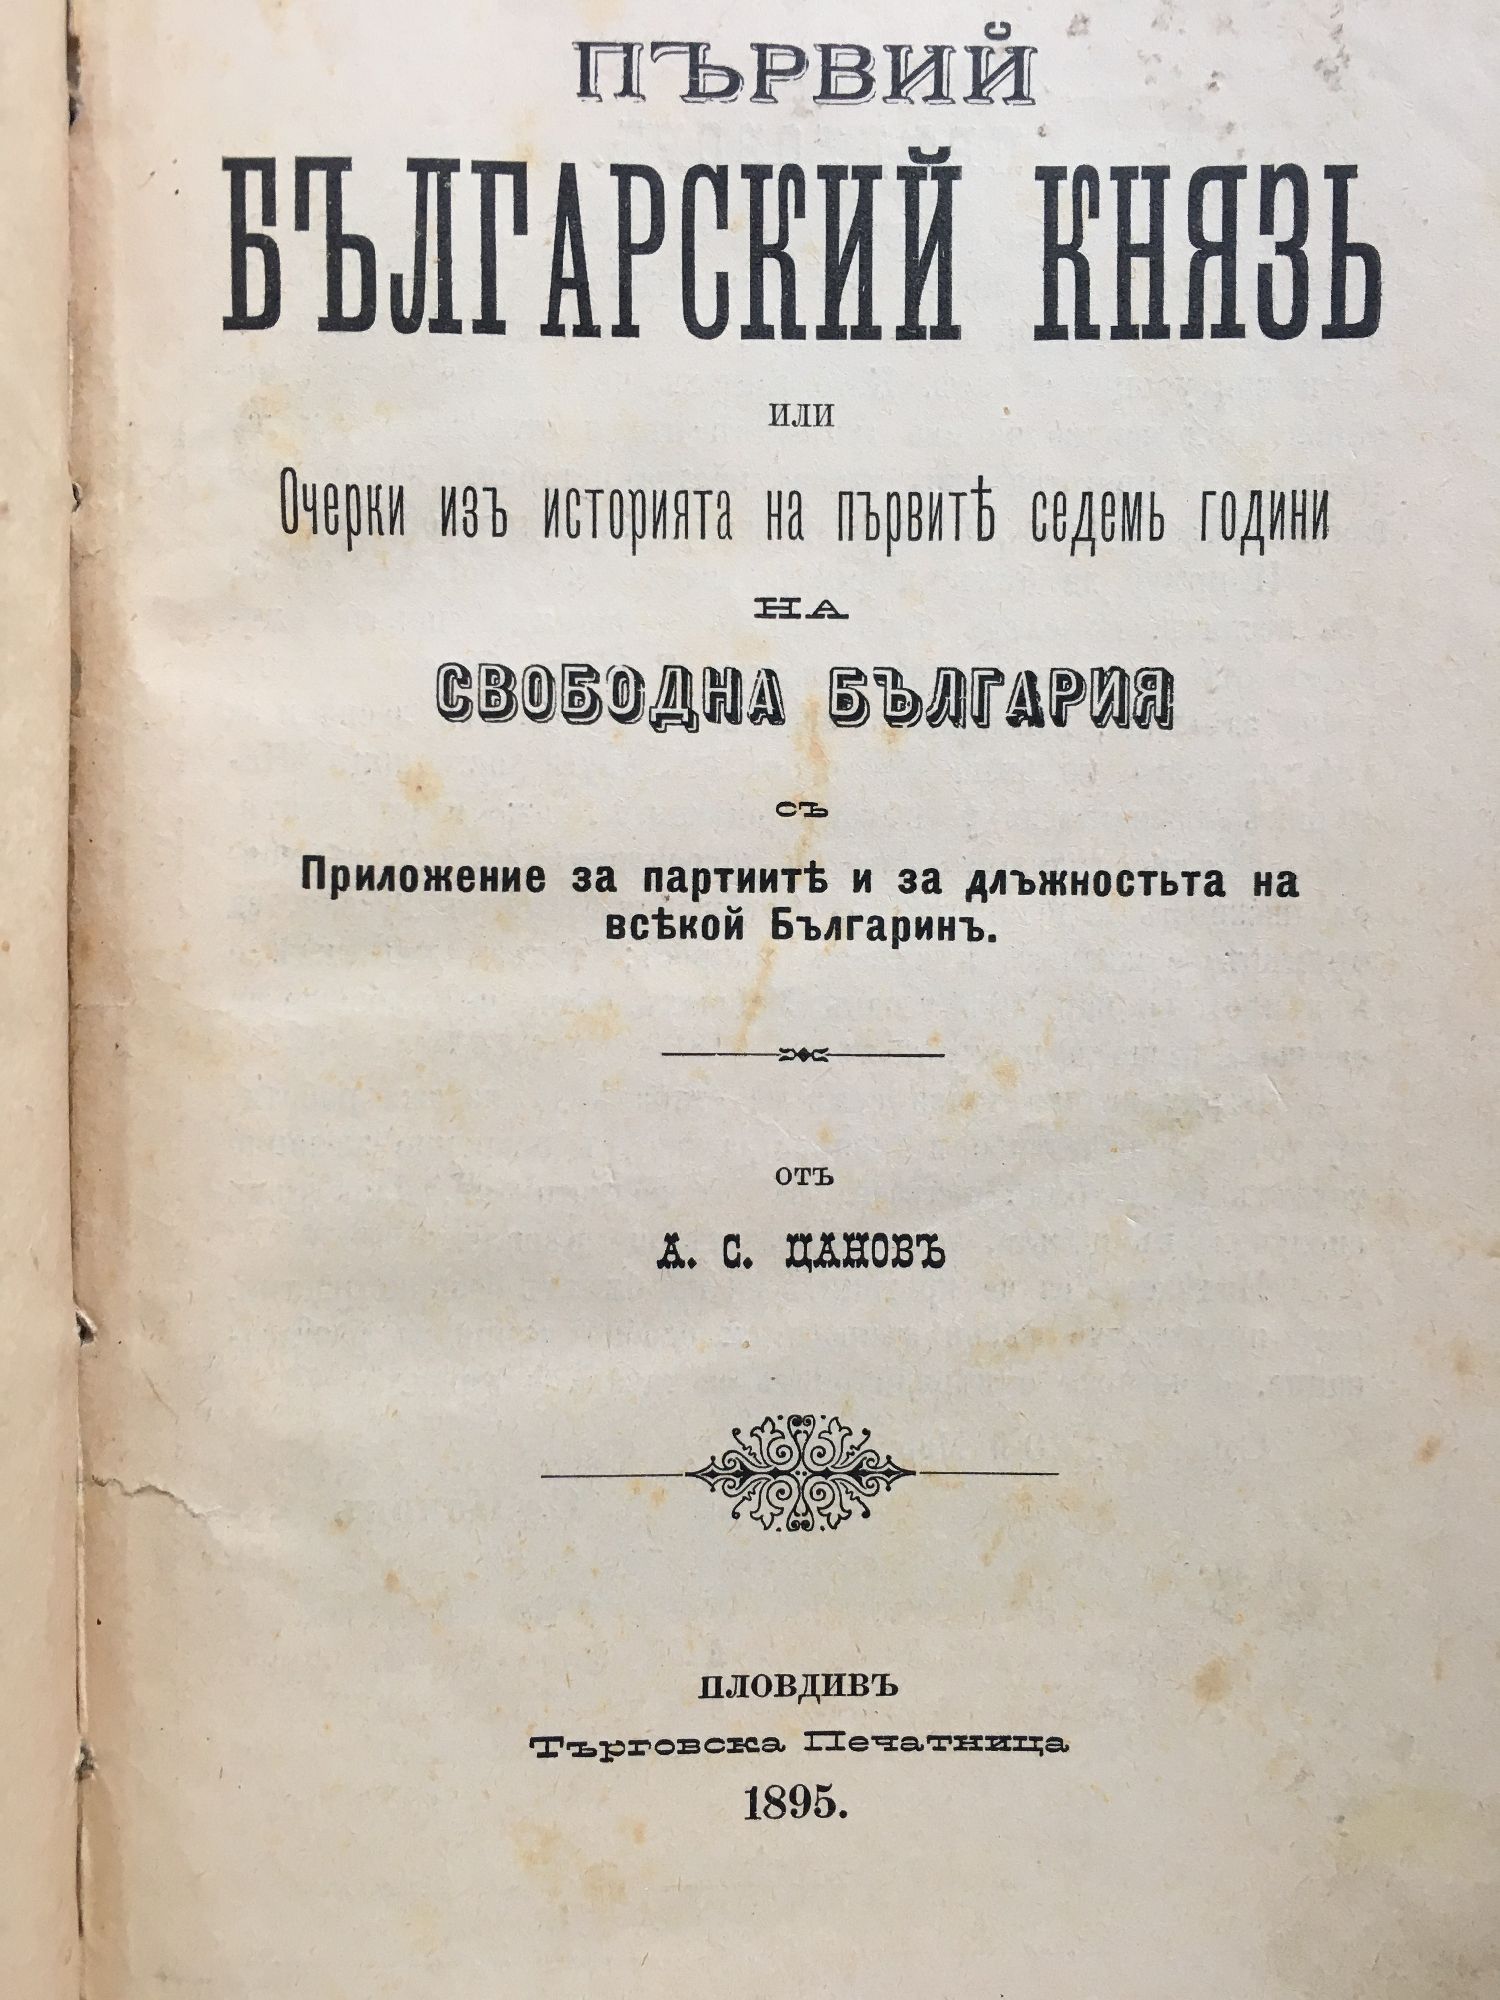 ПЪРВИЙ
БЪЛГАРСКИЙ КНЯЗЬ
или
Очерки изъ историята на първитѣ седемь години
НА
СВОБОДНА БЪЛГАРИЯ
съ
Приложение за партиитѣ и за длъжностьта на
всѣкой Българинъ.
отъ
А. С. ЦАНОВЪ
ПЛОВДИВЪ
Търговска Печатница
1895.